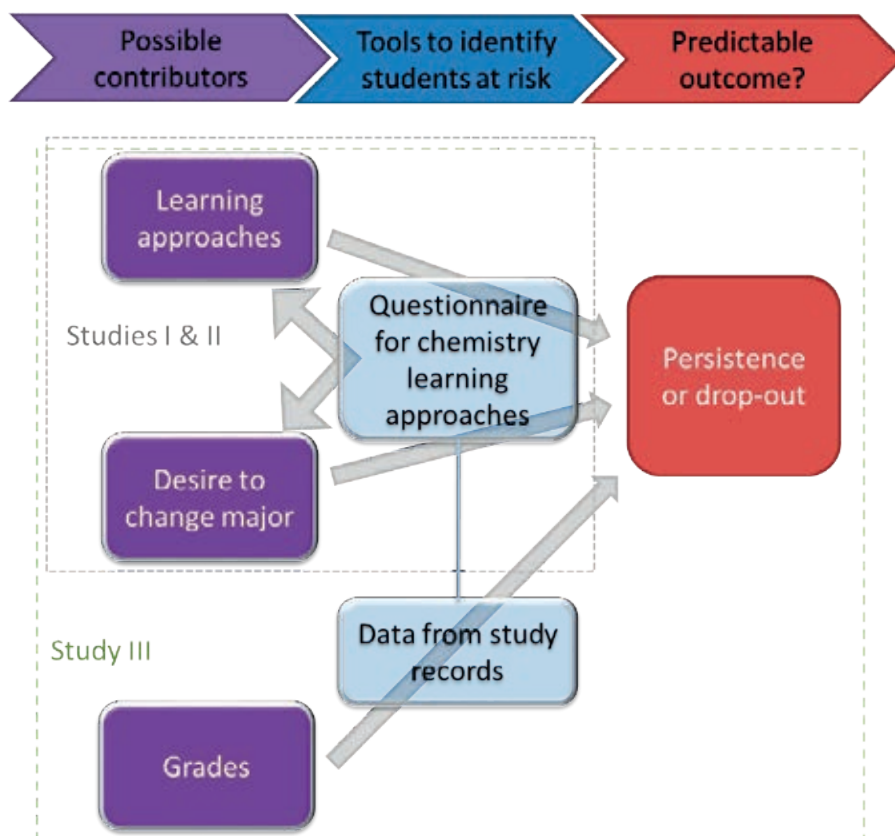 Possible
contributors
Tools to identify
students at risk
Predictable
outcome?
Learning
approaches
Questionnaire
for chemistry
learning
approaches
Studies I & II
Persistence
or drop-out
Desire to
change major
Data from study
records
Study III
Grades